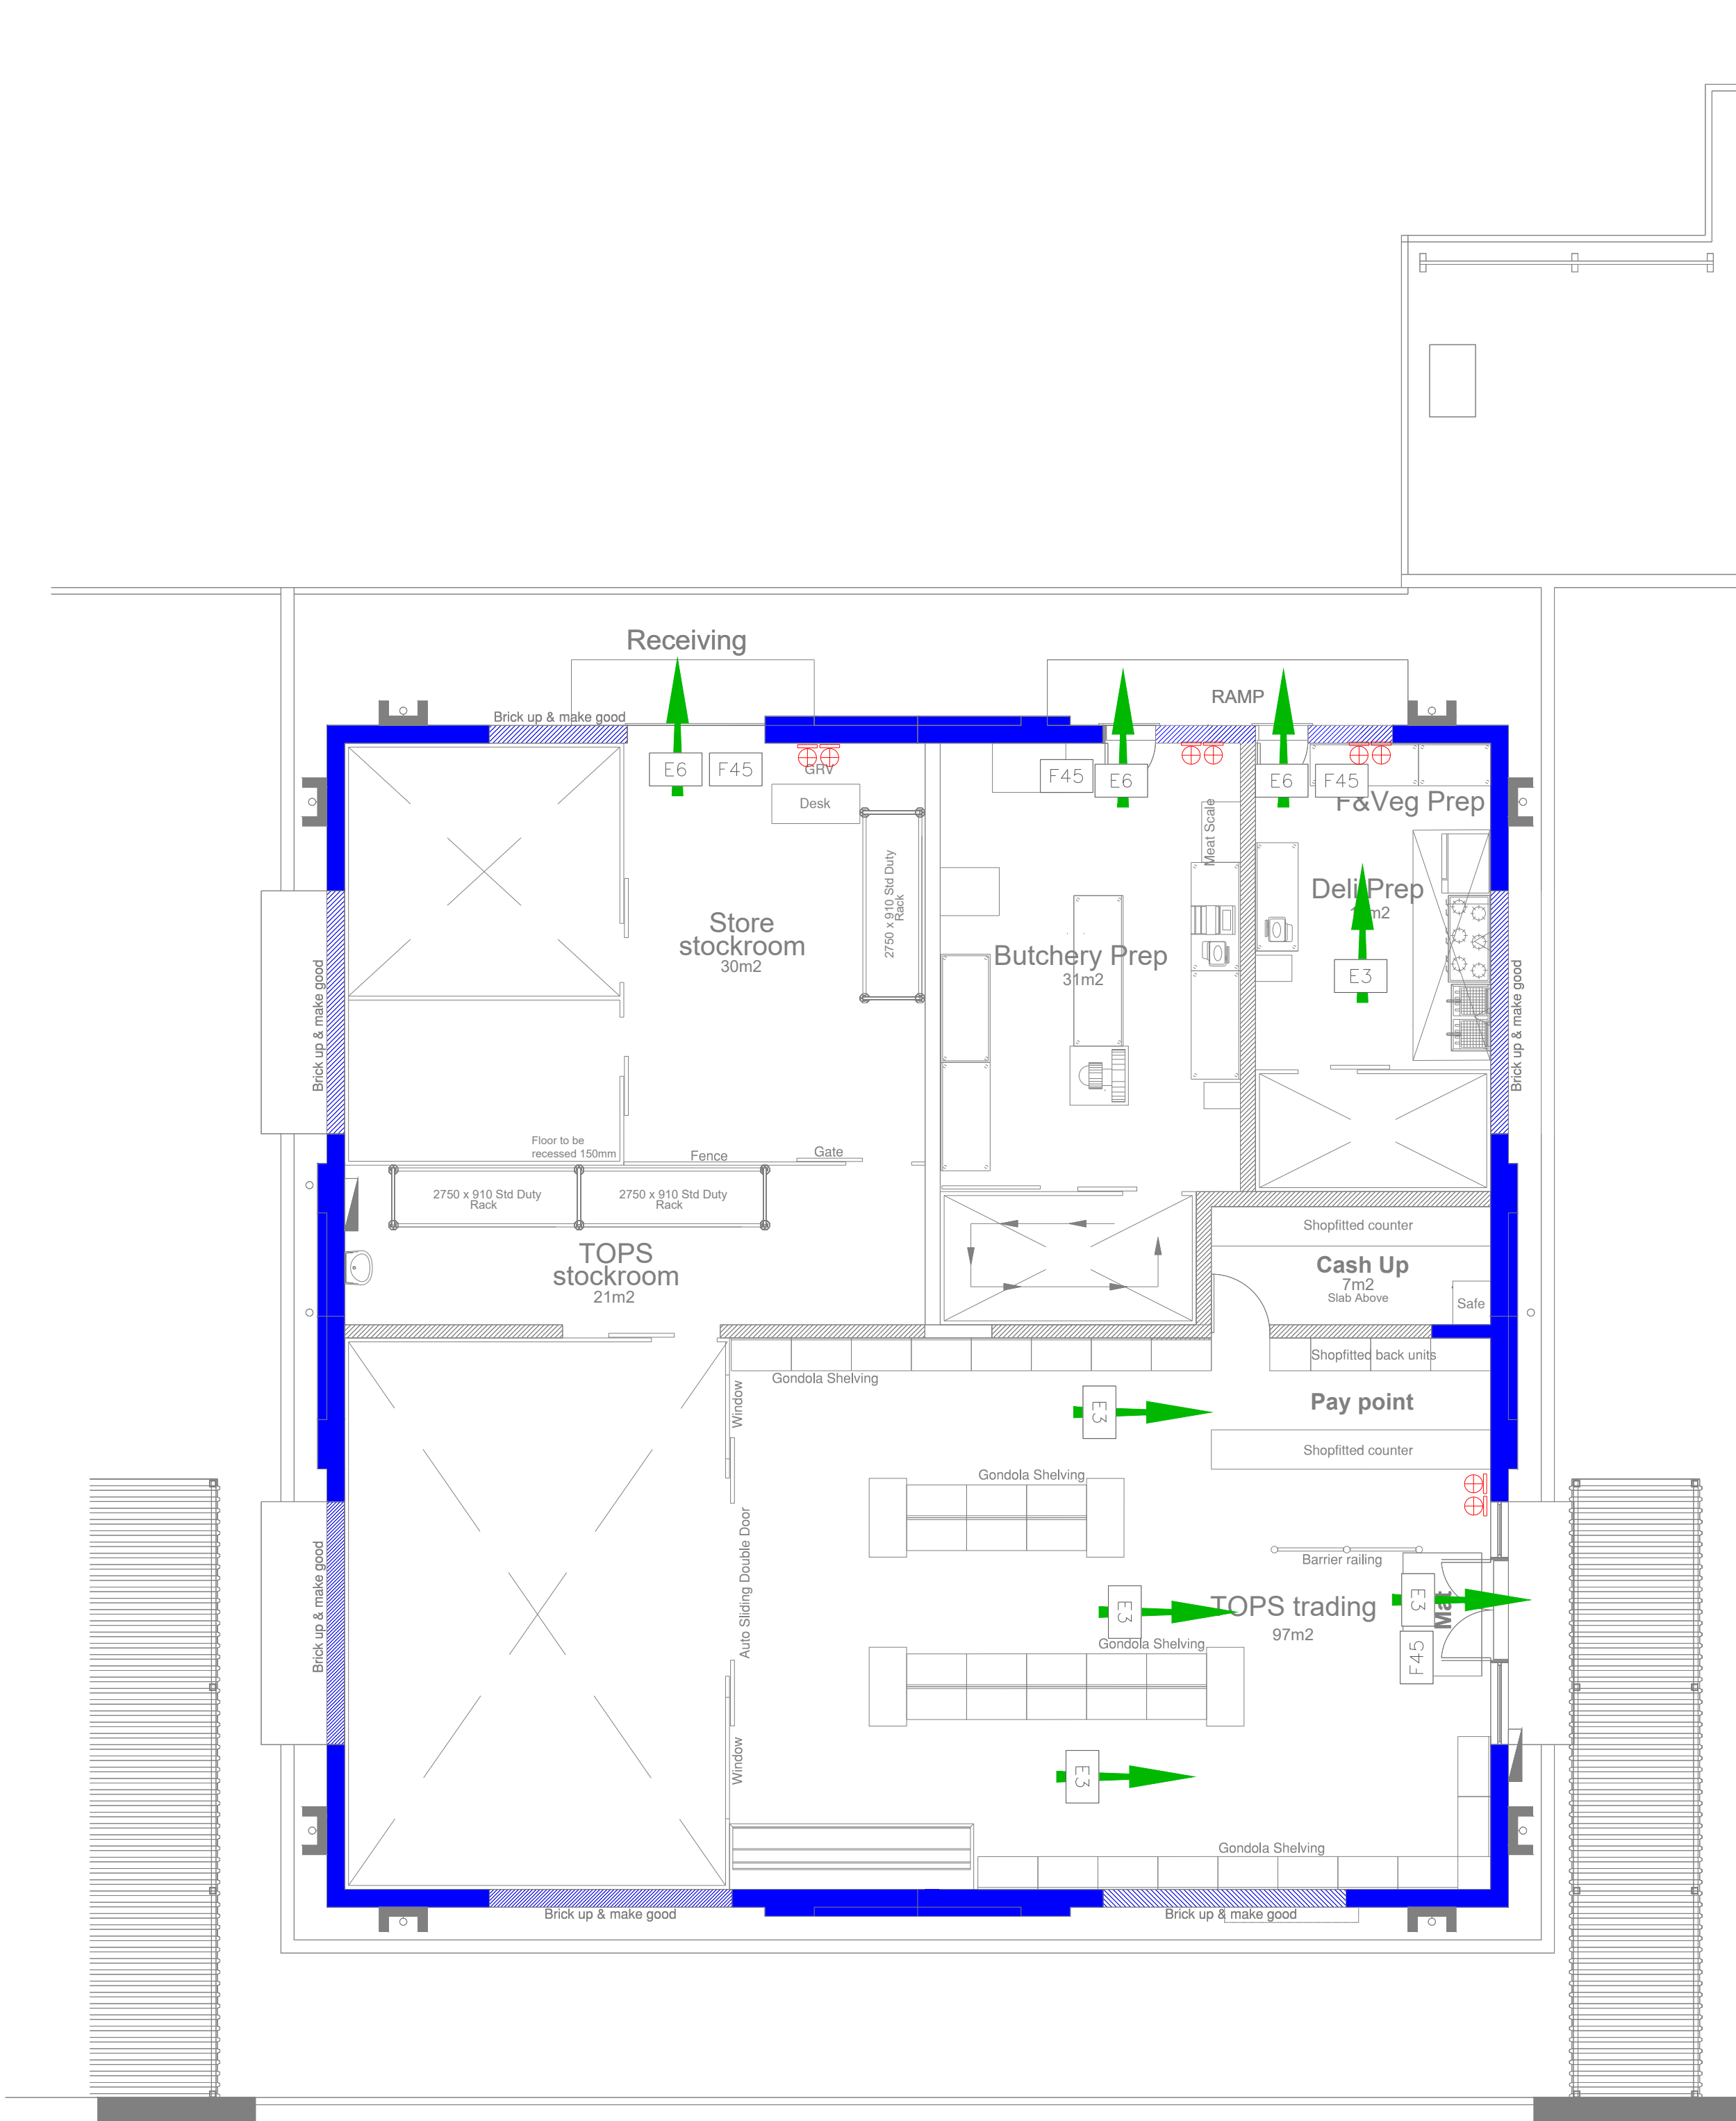 Receiving
RAMP
Brick up & make good
E6
F45
GRV
Desk
F45
E6
E6
F45
F&Veg Prep
Meat Scale
2750 x 910 Std Duty
Rack
Deli Prep
E3
Store
stockroom
30m2
Butchery Prep
31m2
Brick up & make good
Brick up & make good
Floor to be
recessed 150mm
Fence
Gate
2750 x 910 Std Duty
Rack
2750 x 910 Std Duty
Rack
TOPS
stockroom
21m2
Shopfitted counter
Cash Up
7m2
Slab Above
Safe
Gondola Shelving
Shopfitted back units
Window
E3
Pay point
Shopfitted counter
Gondola Shelving
Auto Sliding Double Door
Barrier railing
Brick up & make good
E3
TOPS trading
97m2
E3
Mat
F45
Gondola Shelving
Window
E3
Gondola Shelving
Brick up & make good
Brick up & make good